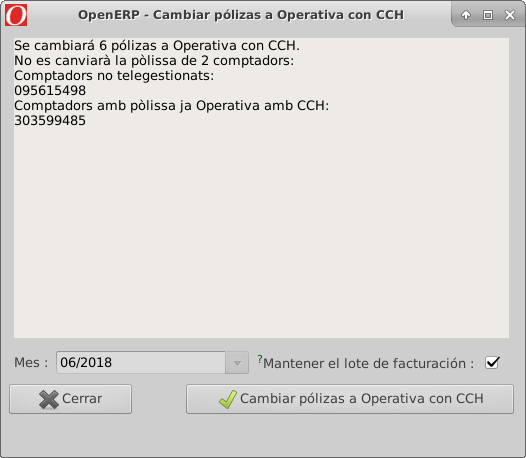 OpenERP - Cambiar pólizas a Operativa con CCH
Se cambiará 6 pólizas a Operativa con CCH.
No es canviarà la pòlissa de 2 comptadors:
Comptadors no telegestionats:
095615498
Comptadors amb pòlissa ja Operativa amb CCH:
303599485
Mes : 06/2018 ?Mantener el lote de facturación :
Cerrar Cambiar pólizas a Operativa con CCH